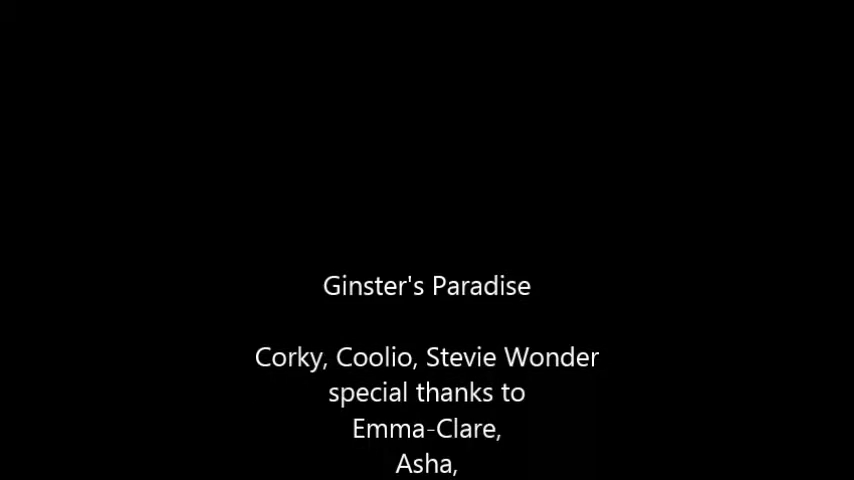 Ginster's Paradise
Corky, Coolio, Stevie Wonder
special thanks to
Emma-Clare,
Asha,